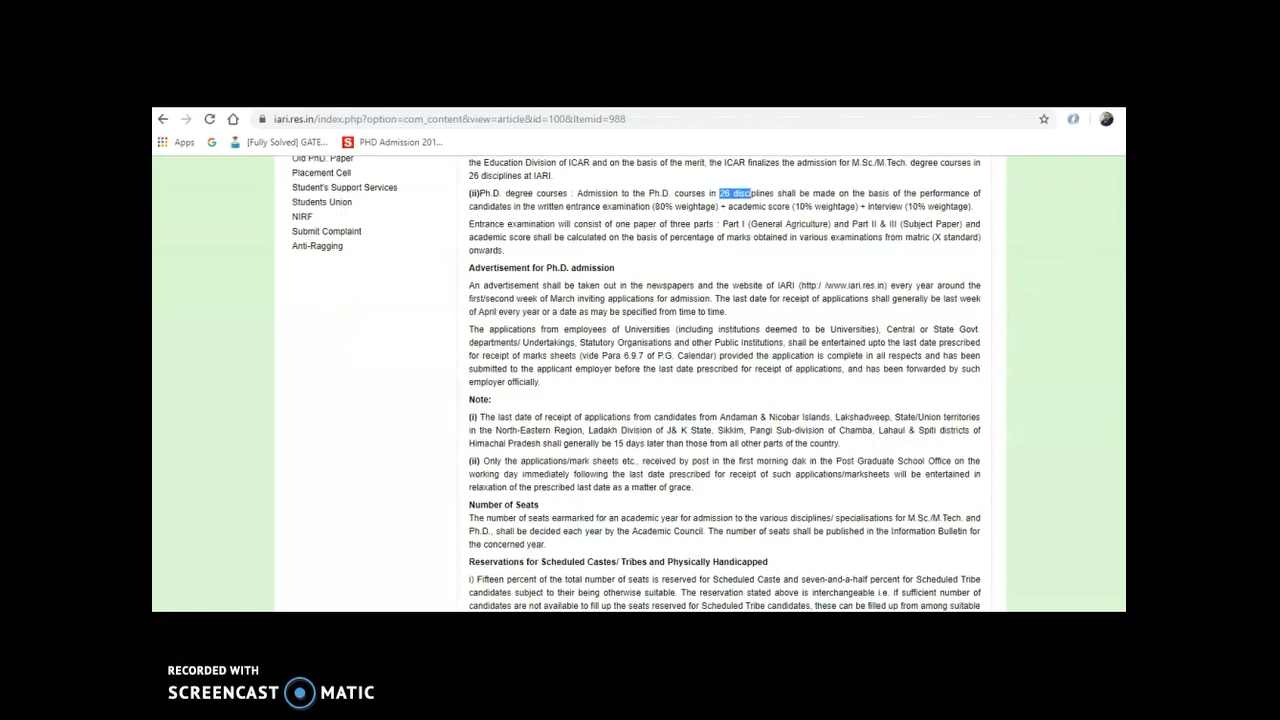 iari.res.in/index.php?option=com_content&view=article&id=100&Itemid=988
Apps
[Fully Solved] GATE...
PHD Admission 201...
Old PhD. Paper
Placement Cell
Student's Support Services
Students Union
NIRF
Submit Complaint
Anti-Ragging
the Education Division of ICAR and on the basis of the merit, the ICAR finalizes the admission for M.Sc./M.Tech. degree courses in
26 disciplines at IARI.
(ii)Ph.D. degree courses : Admission to the Ph.D. courses in 26 disciplines shall be made on the basis of the performance of
candidates in the written entrance examination (80% weightage) + academic score (10% weightage) + interview (10% weightage).
Entrance examination will consist of one paper of three parts : Part I (General Agriculture) and Part II & III (Subject Paper) and
academic score shall be calculated on the basis of percentage of marks obtained in various examinations from matric (X standard)
onwards.
Advertisement for Ph.D. admission
An advertisement shall be taken out in the newspapers and the website of IARI (http:/ /www.iari.res.in) every year around the
first/second week of March inviting applications for admission. The last date for receipt of applications shall generally be last week
of April every year or a date as may be specified from time to time.
The applications from employees of Universities (including institutions deemed to be Universities), Central or State Govt.
departments/ Undertakings, Statutory Organisations and other Public Institutions, shall be entertained upto the last date prescribed
for receipt of marks sheets (vide Para 6.9.7 of P.G. Calendar) provided the application is complete in all respects and has been
submitted to the applicant employer before the last date prescribed for receipt of applications, and has been forwarded by such
employer officially.
Note:
(i) The last date of receipt of applications from candidates from Andaman & Nicobar Islands, Lakshadweep, State/Union territories
in the North-Eastern Region, Ladakh Division of J& K State, Sikkim, Pangi Sub-division of Chamba, Lahaul & Spiti districts of
Himachal Pradesh shall generally be 15 days later than those from all other parts of the country.
(ii) Only the applications/mark sheets etc., received by post in the first morning dak in the Post Graduate School Office on the
working day immediately following the last date prescribed for receipt of such applications/marksheets will be entertained in
relaxation of the prescribed last date as a matter of grace.
Number of Seats
The number of seats earmarked for an academic year for admission to the various disciplines/ specialisations for M.Sc./M.Tech. and
Ph.D., shall be decided each year by the Academic Council. The number of seats shall be published in the Information Bulletin for
the concerned year.
Reservations for Scheduled Castes/ Tribes and Physically Handicapped
i) Fifteen percent of the total number of seats is reserved for Scheduled Caste and seven-and-a-half percent for Scheduled Tribe
candidates subject to their being otherwise suitable. The reservation stated above is interchangeable i.e. if sufficient number of
candidates are not available to fill up the seats reserved for Scheduled Tribe candidates, these can be filled up from among suitable
RECORDED WITH
SCREENCAST MATIC